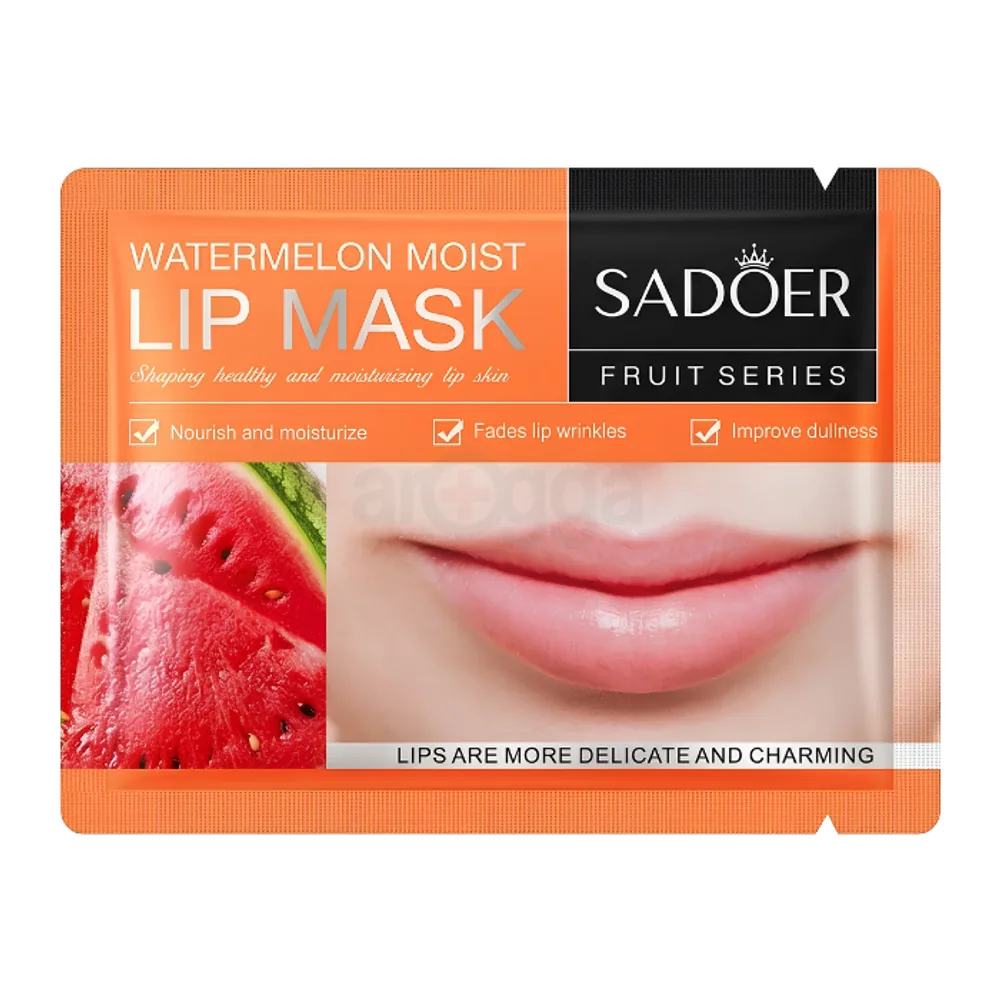 WATERMELON MOIST
LIP MASK
Shaping healthy and moisturizing lip skin
SADOER
FRUIT SERIES
Nourish and moisturize
Fades lip wrinkles
Improve dullness
arogga
LIPS ARE MORE DELICATE AND CHARMING